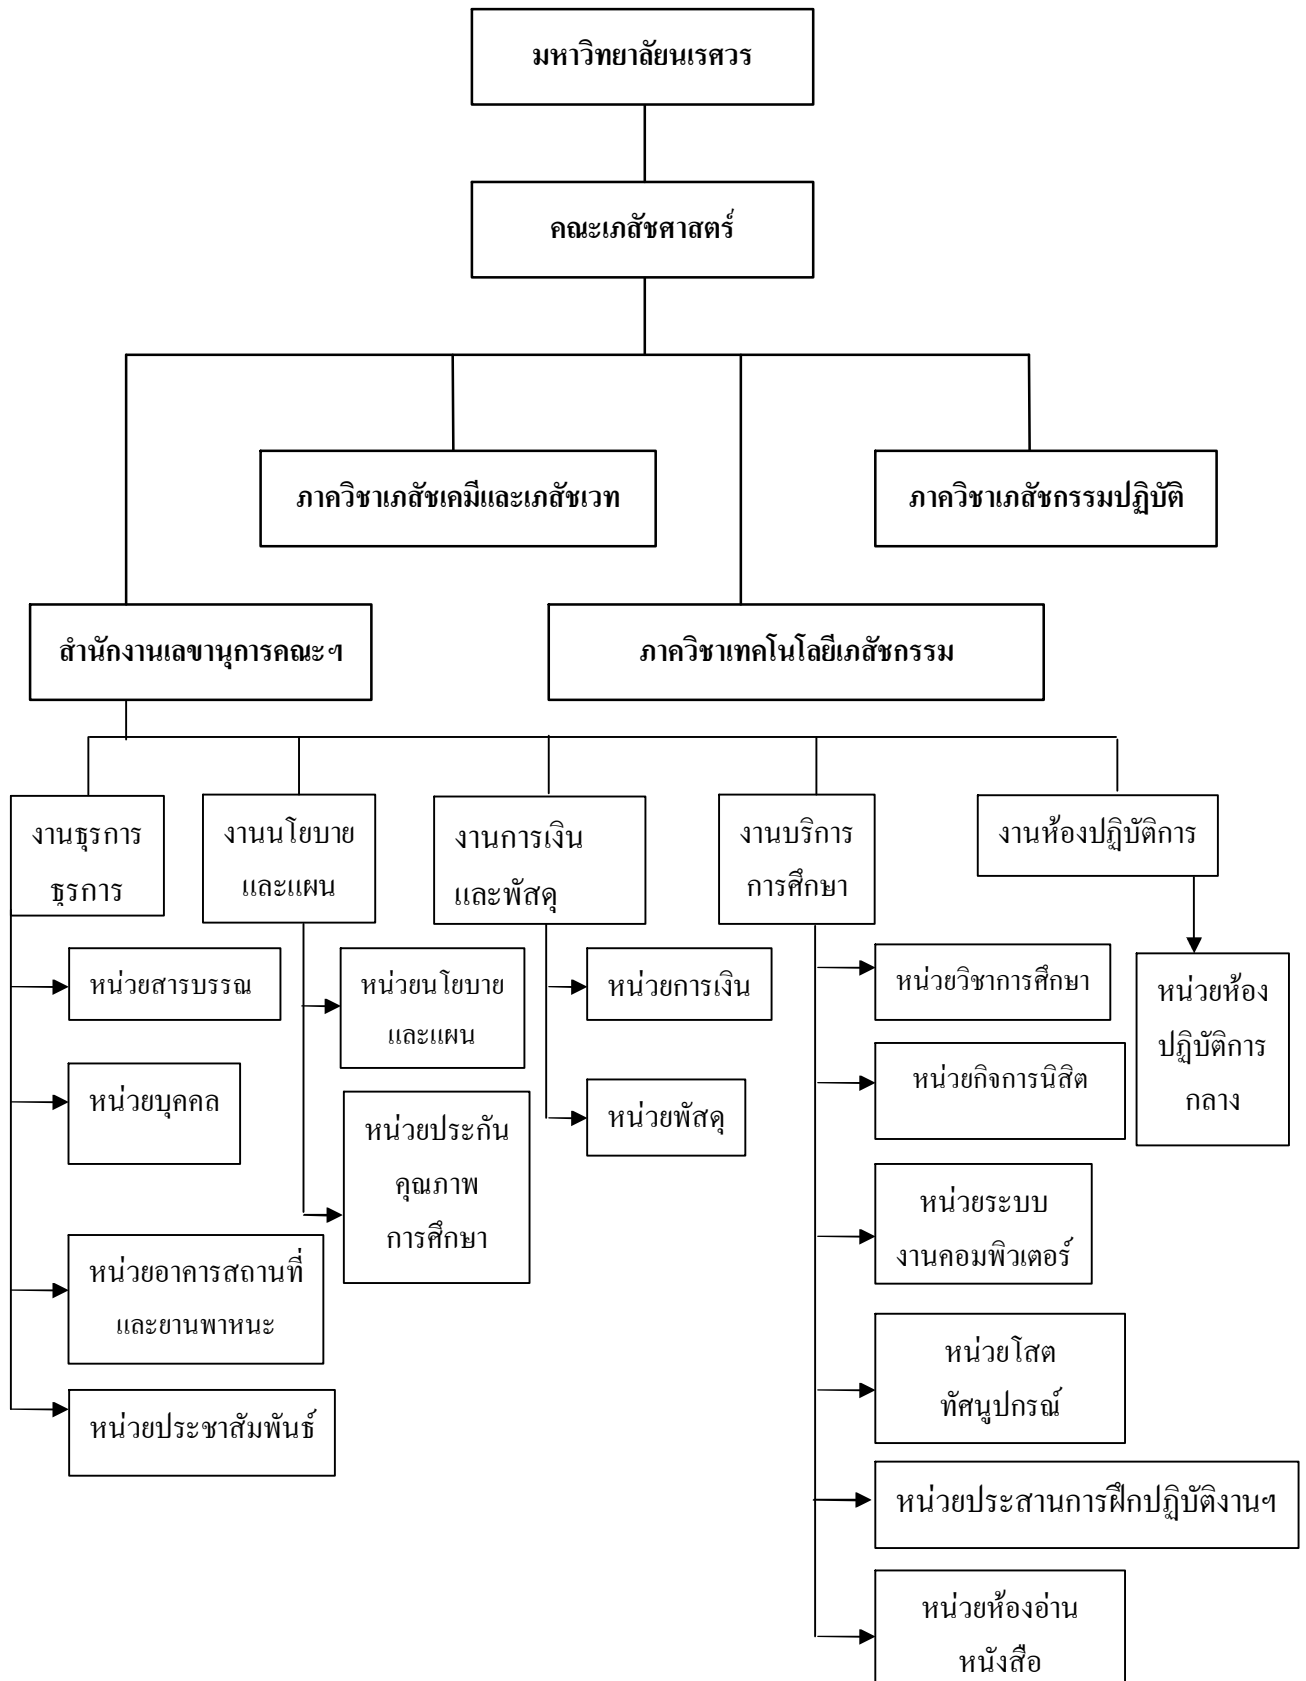 มหาวิทยาลัยนเรศวร
คณะเภสัชศาสตร์
ภาควิชาเภสัชเคมีและเภสัชเวท
ภาควิชาเภสัชกรรมปฏิบัติ
สำนักงานเลขานุการคณะฯ
ภาควิชาเทคโนโลยีเภสัชกรรม
งานธุรการ
ธุรการ
งานนโยบาย
และแผน
งานการเงิน
และพัสดุ
งานบริการ
การศึกษา
งานห้องปฏิบัติการ
หน่วยสารบรรณ
หน่วยบุคคล
หน่วยอาคารสถานที่
และยานพาหนะ
หน่วยประชาสัมพันธ์
หน่วยนโยบาย
และแผน
หน่วยประกัน
คุณภาพ
การศึกษา
หน่วยการเงิน
หน่วยพัสดุ
หน่วยวิชาการศึกษา
หน่วยกิจการนิสิต
หน่วยระบบ
งานคอมพิวเตอร์
หน่วยโสต
ทัศนูปกรณ์
หน่วยประสานการฝึกปฏิบัติงานฯ
หน่วยห้องอ่าน
หนังสือ
หน่วยห้อง
ปฏิบัติการ
กลาง